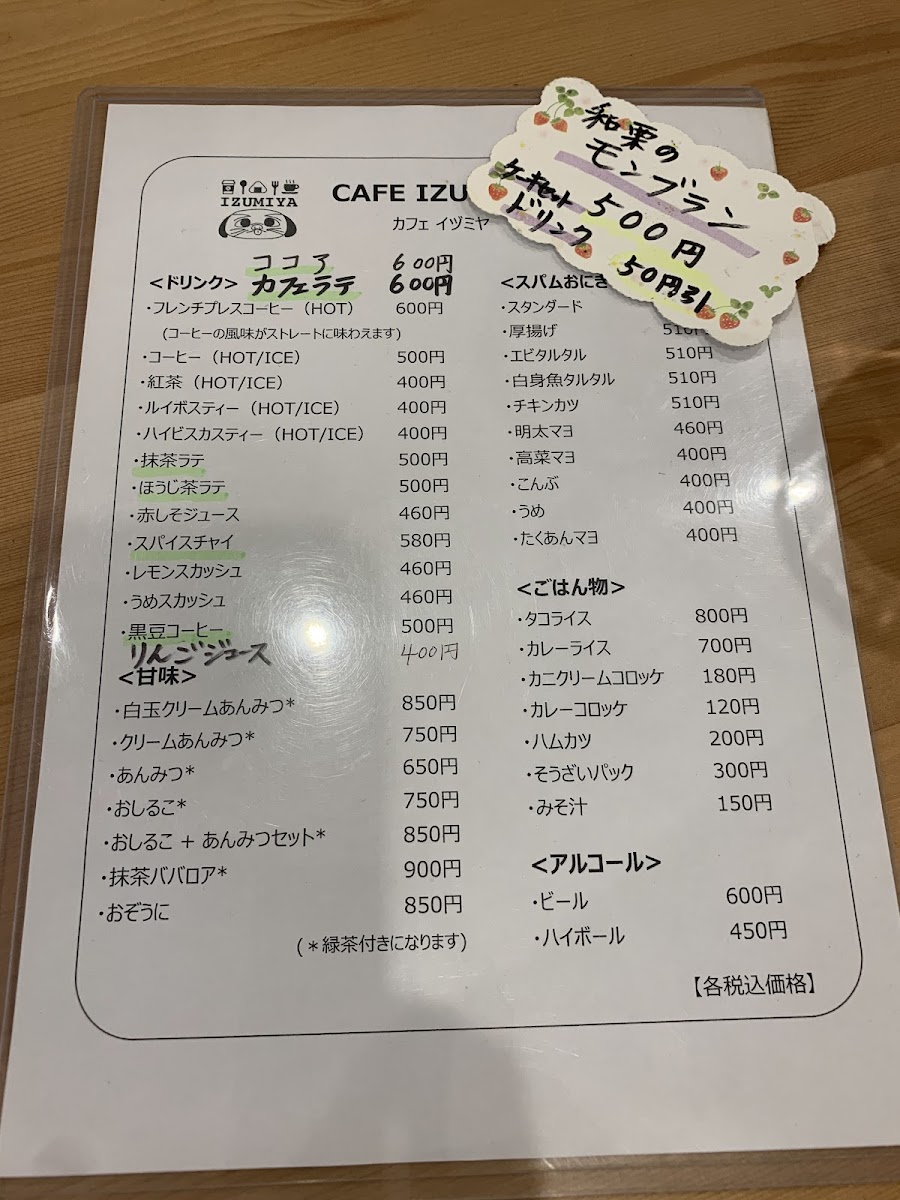 IZUMIYA
CAFE IZU
カフェ イヅミヤ
和栗の
モンブラン
500円
ケーキセット
ドリンク 50円引
ココア 600円
<ドリンク> カフェラテ 600円
・フレンチプレスコーヒー（HOT） 600円
(コーヒーの風味がストレートに味わえます)
・コーヒー（HOT/ICE） 500円
・紅茶（HOT/ICE） 400円
・ルイボスティー（HOT/ICE） 400円
・ハイビスカスティー（HOT/ICE） 400円
・抹茶ラテ 500円
・ほうじ茶ラテ 500円
・赤しそジュース 460円
・スパイスチャイ 580円
・レモンスカッシュ 460円
・うめスカッシュ 460円
・黒豆コーヒー 500円
りんごジュース 400円
<甘味>
・白玉クリームあんみつ* 850円
・クリームあんみつ* 750円
・あんみつ* 650円
・おしるこ* 750円
・おしるこ + あんみつセット* 850円
・抹茶ババロア* 900円
・おぞうに 850円
(＊緑茶付きになります)
<スパムおにぎ
・スタンダード
・厚揚げ 510円
・エビタルタル 510円
・白身魚タルタル 510円
・チキンカツ 510円
・明太マヨ 460円
・高菜マヨ 400円
・こんぶ 400円
・うめ 400円
・たくあんマヨ 400円
<ごはん物>
・タコライス 800円
・カレーライス 700円
・カニクリームコロッケ 180円
・カレーコロッケ 120円
・ハムカツ 200円
・そうざいパック 300円
・みそ汁 150円
<アルコール>
・ビール 600円
・ハイボール 450円
【各税込価格】